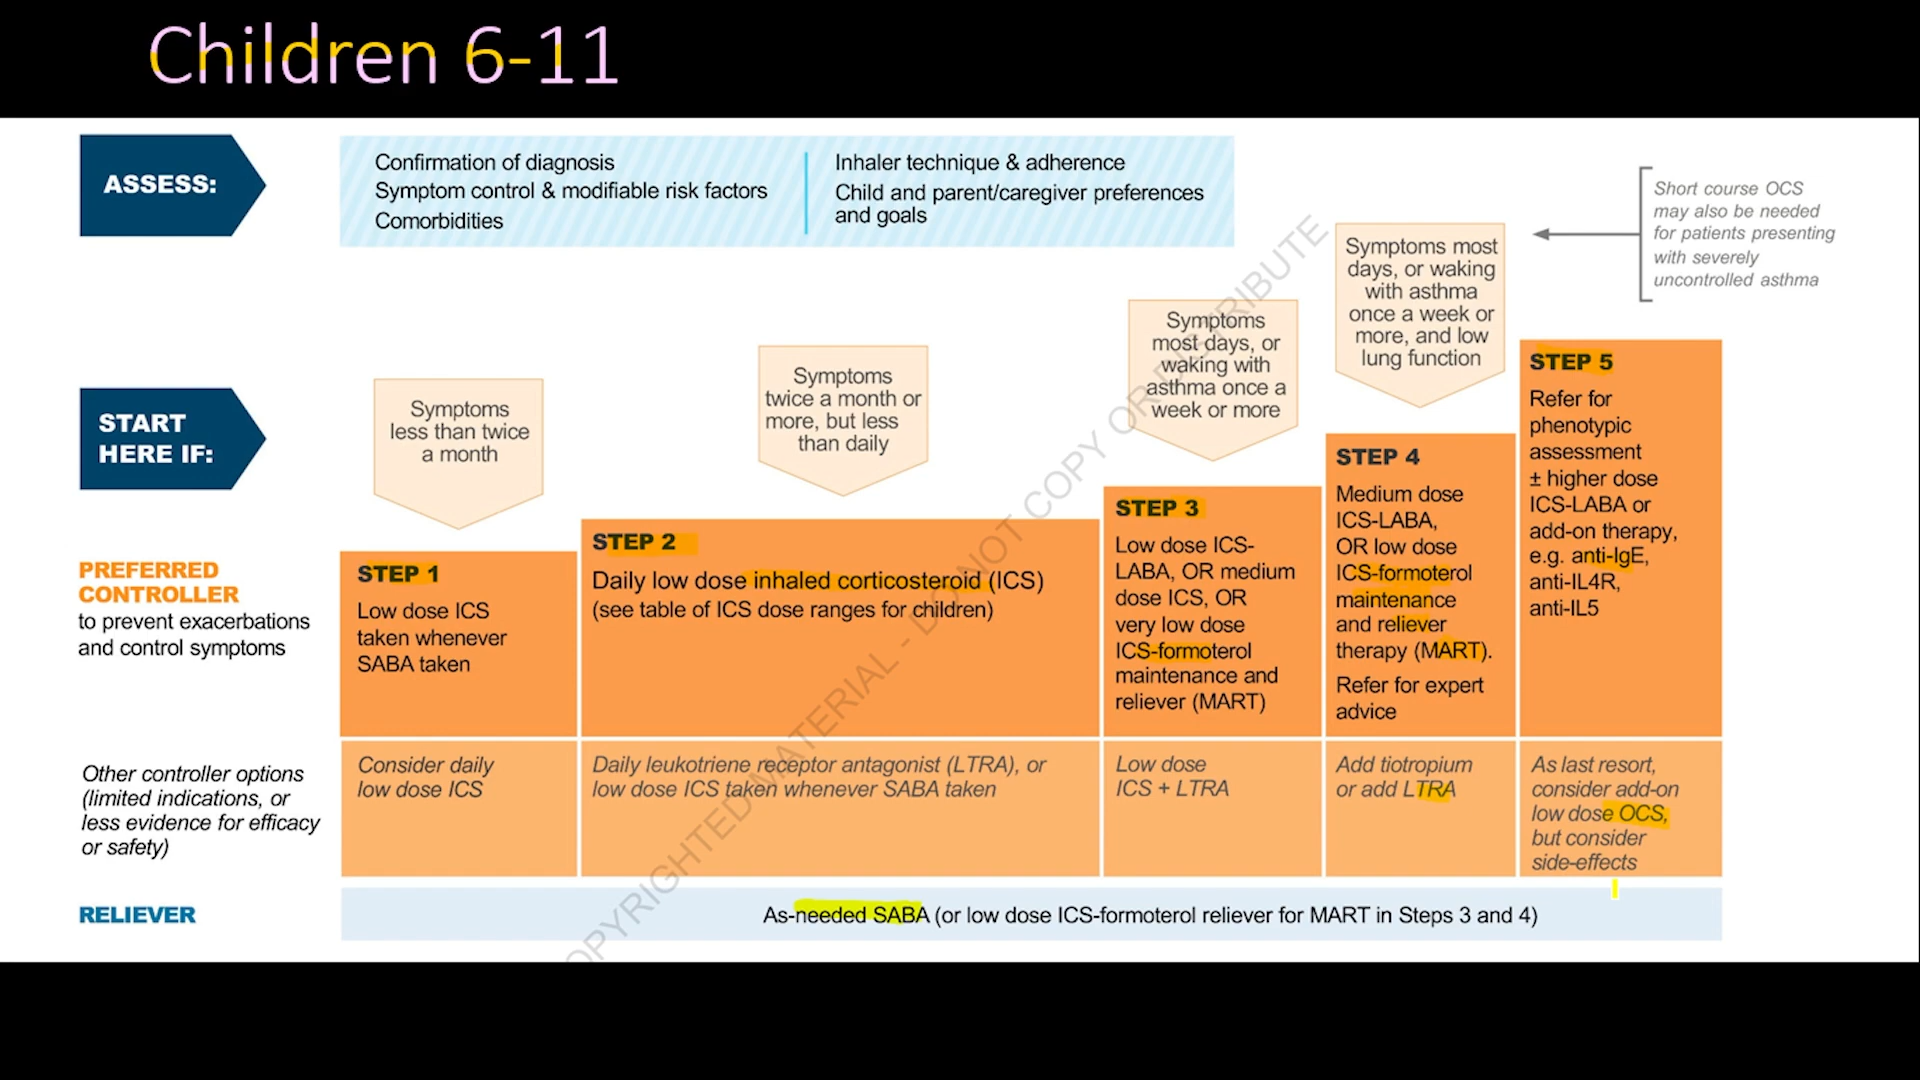 Children 6-11
ASSESS:
Confirmation of diagnosis
Symptom control & modifiable risk factors
Comorbidities
Inhaler technique & adherence
Child and parent/caregiver preferences
and goals
Short course OCS
may also be needed
for patients presenting
with severely
uncontrolled asthma
START
HERE IF:
Symptoms
less than twice
a month
Symptoms
twice a month or
more, but less
than daily
Symptoms
most days, or
waking with
asthma once a
week or more
Symptoms most
days, or waking
with asthma
once a week or
more, and low
lung function
PREFERRED
CONTROLLER
to prevent exacerbations
and control symptoms
STEP 1
Low dose ICS
taken whenever
SABA taken
STEP 2
Daily low dose inhaled corticosteroid (ICS)
(see table of ICS dose ranges for children)
STEP 3
Low dose ICS-
LABA, OR medium
dose ICS, OR
very low dose
ICS-formoterol
maintenance and
reliever (MART)
STEP 4
Medium dose
ICS-LABA,
OR low dose
ICS-formoterol
maintenance
and reliever
therapy (MART).
Refer for expert
advice
STEP 5
Refer for
phenotypic
assessment
± higher dose
ICS-LABA or
add-on therapy,
e.g. anti-IgE,
anti-IL4R,
anti-IL5
Other controller options
(limited indications, or
less evidence for efficacy
or safety)
Consider daily
low dose ICS
Daily leukotriene receptor antagonist (LTRA), or
low dose ICS taken whenever SABA taken
Low dose
ICS + LTRA
Add tiotropium
or add LTRA
As last resort,
consider add-on
low dose OCS,
but consider
side-effects
RELIEVER
As-needed SABA (or low dose ICS-formoterol reliever for MART in Steps 3 and 4)
OPYRIGHTED MATERIAL - DO NOT COPY OR DISTRIBUTE